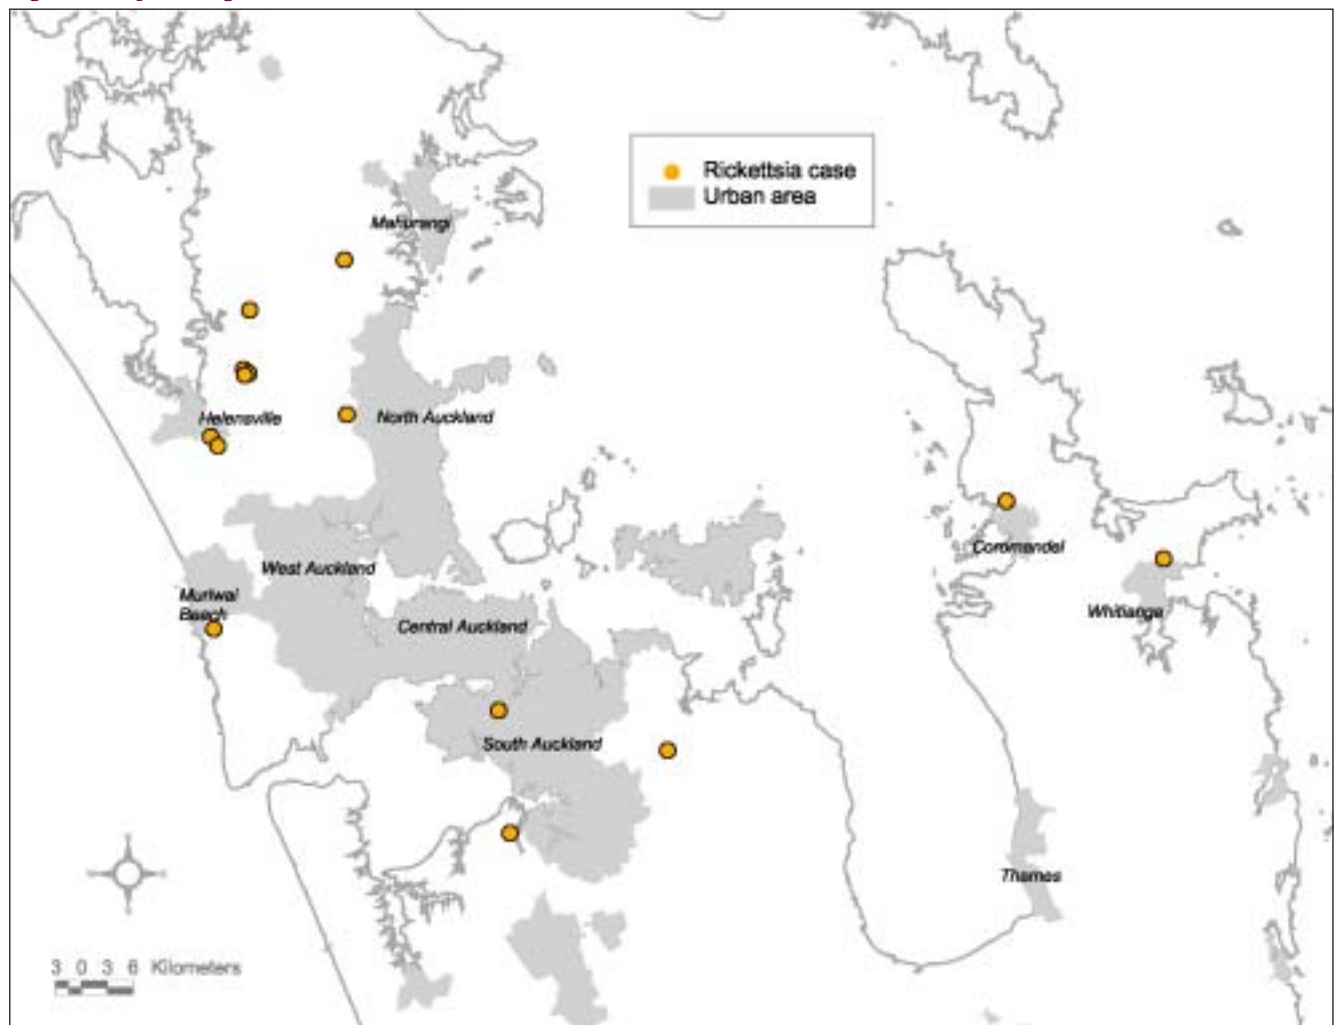 Rickettsia case
Urban area
Mahurangi
Helensville
North Auckland
West Auckland
Muriwai
Beach
Central Auckland
South Auckland
Coromandel
Whitianga
Thames
3 0 3 6 Kilometers